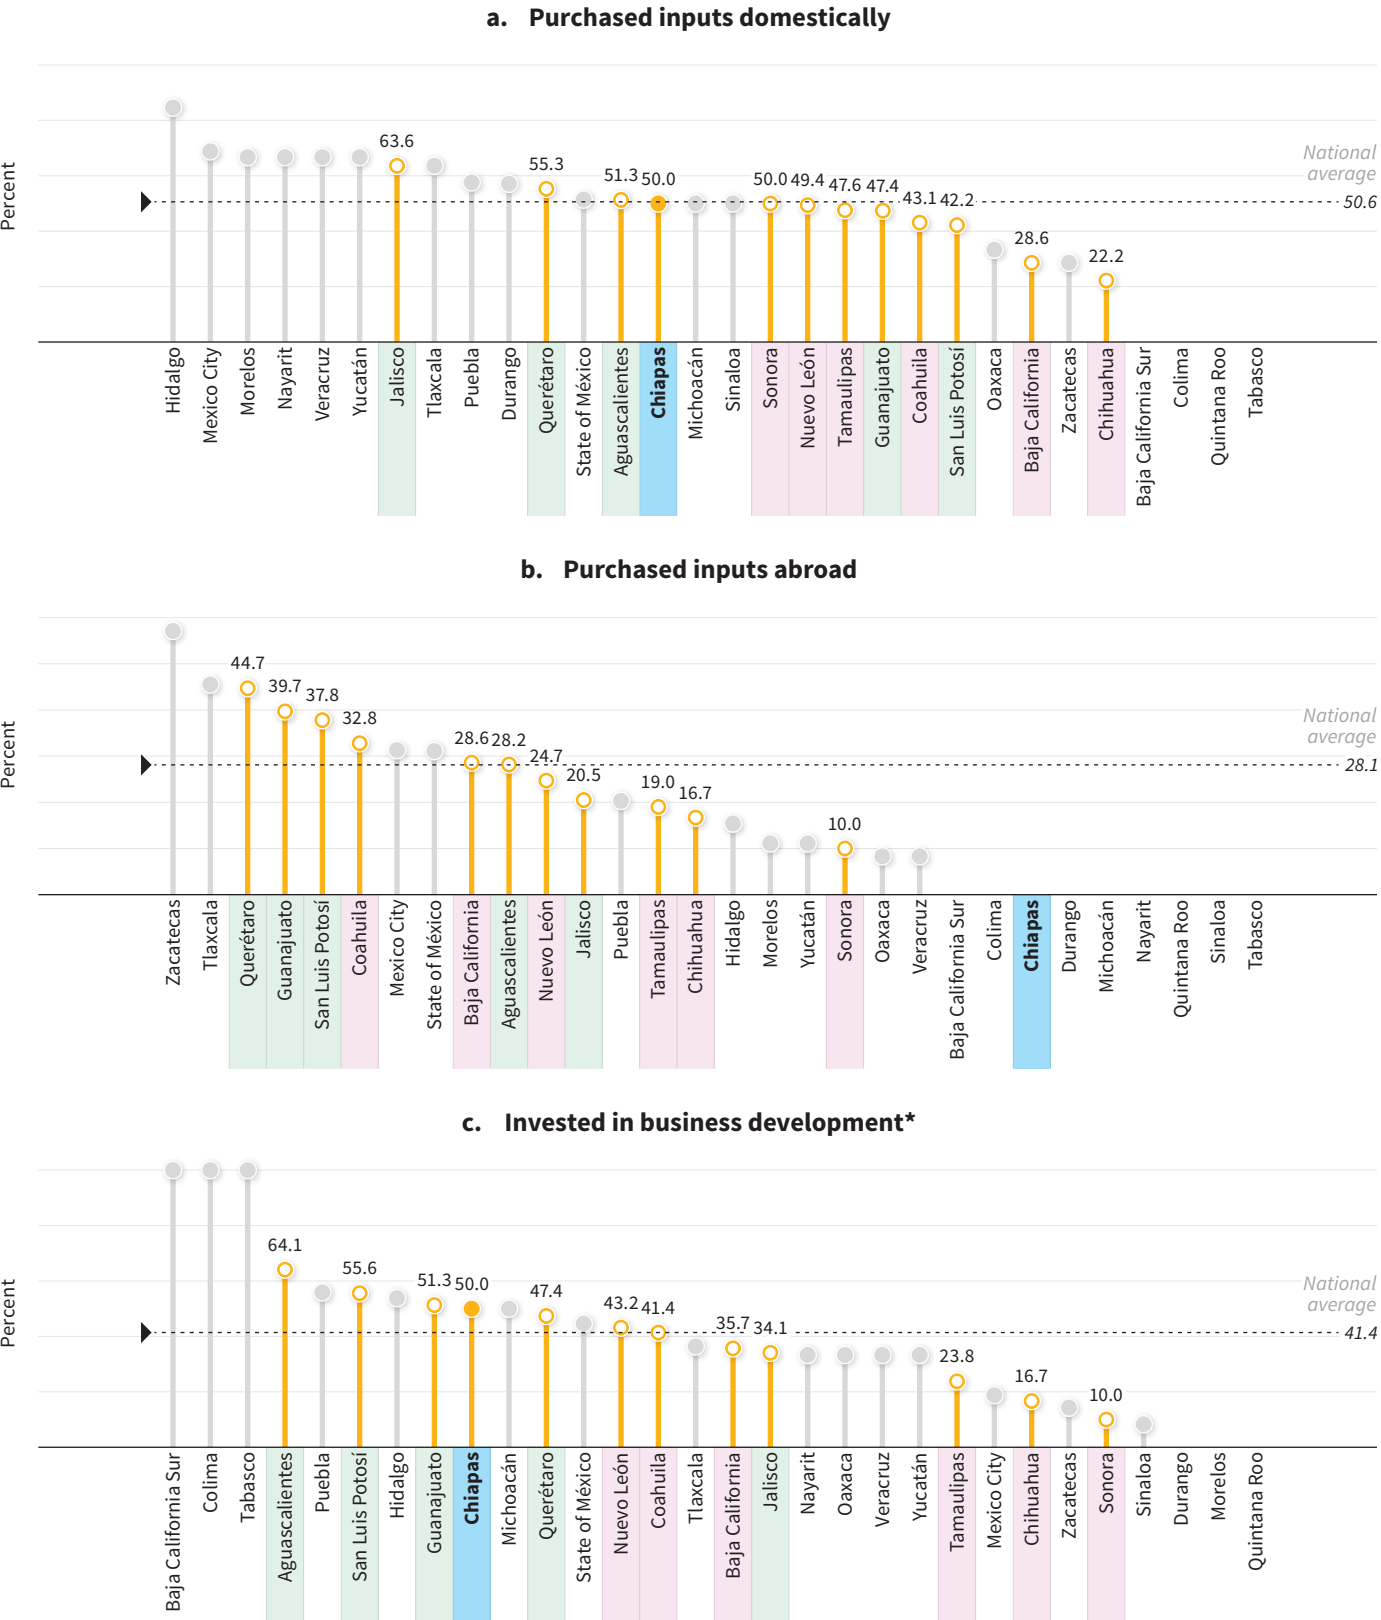 a. Purchased inputs domestically
Percent
63.6
55.3
51.3
50.0
50.0
49.4
47.6
47.4
43.1
42.2
28.6
22.2
National
average
50.6
Hidalgo
Mexico City
Morelos
Nayarit
Veracruz
Yucatán
Jalisco
Tlaxcala
Puebla
Durango
Querétaro
State of México
Aguascalientes
Chiapas
Michoacán
Sinaloa
Sonora
Nuevo León
Tamaulipas
Guanajuato
Coahuila
San Luis Potosí
Oaxaca
Baja California
Zacatecas
Chihuahua
Baja California Sur
Colima
Quintana Roo
Tabasco
b. Purchased inputs abroad
Percent
44.7
39.7
37.8
32.8
28.6
28.2
24.7
20.5
19.0
16.7
10.0
National
average
28.1
Zacatecas
Tlaxcala
Querétaro
Guanajuato
San Luis Potosí
Coahuila
Mexico City
State of México
Baja California
Aguascalientes
Nuevo León
Jalisco
Puebla
Tamaulipas
Chihuahua
Hidalgo
Morelos
Yucatán
Sonora
Oaxaca
Veracruz
Baja California Sur
Colima
Chiapas
Durango
Michoacán
Nayarit
Quintana Roo
Sinaloa
Tabasco
c. Invested in business development*
Percent
64.1
55.6
51.3
50.0
47.4
43.2
41.4
35.7
34.1
23.8
16.7
10.0
National
average
41.4
Baja California Sur
Colima
Tabasco
Aguascalientes
Puebla
San Luis Potosí
Hidalgo
Guanajuato
Chiapas
Michoacán
Querétaro
State of México
Nuevo León
Coahuila
Tlaxcala
Baja California
Jalisco
Nayarit
Oaxaca
Veracruz
Yucatán
Tamaulipas
Mexico City
Chihuahua
Zacatecas
Sonora
Sinaloa
Durango
Morelos
Quintana Roo